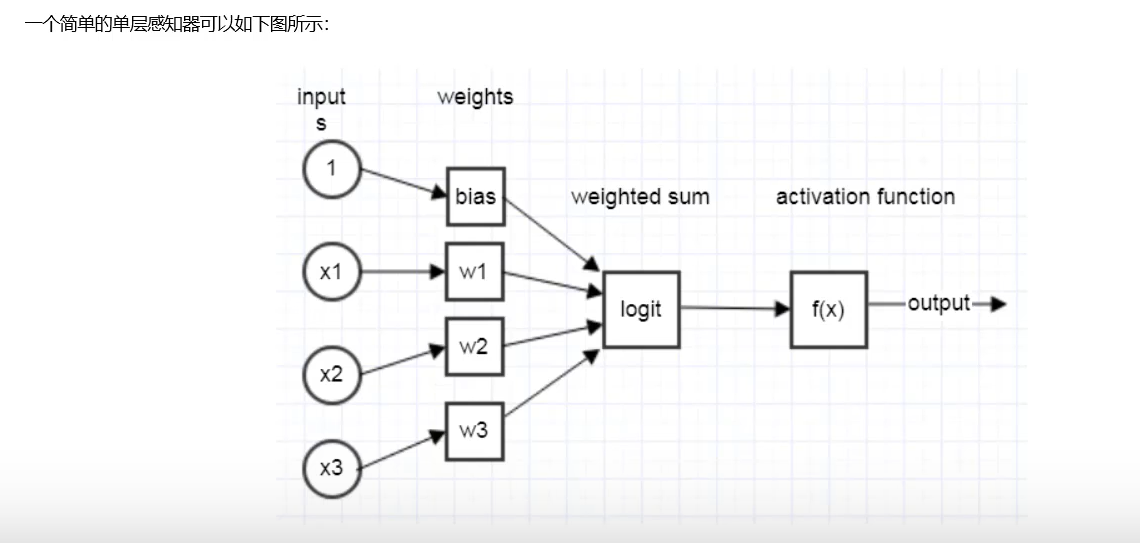 一个简单的单层感知器可以如下图所示：
input
s
weights
1
bias
weighted sum
activation function
x1
w1
logit
f(x)
output
x2
w2
x3
w3